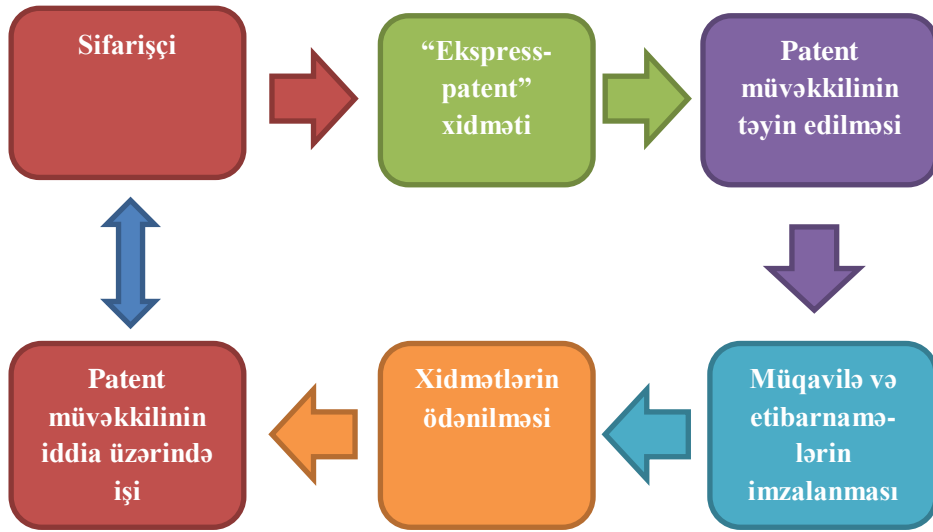 Sifarişçi
“Ekspress-
patent”
xidməti
Patent
müvəkkilinin
təyin edilməsi
Patent
müvəkkilinin
iddia üzərində
işi
Xidmətlərin
ödənilməsi
Müqavilə və
etibarnamə-
lərin
imzalanması